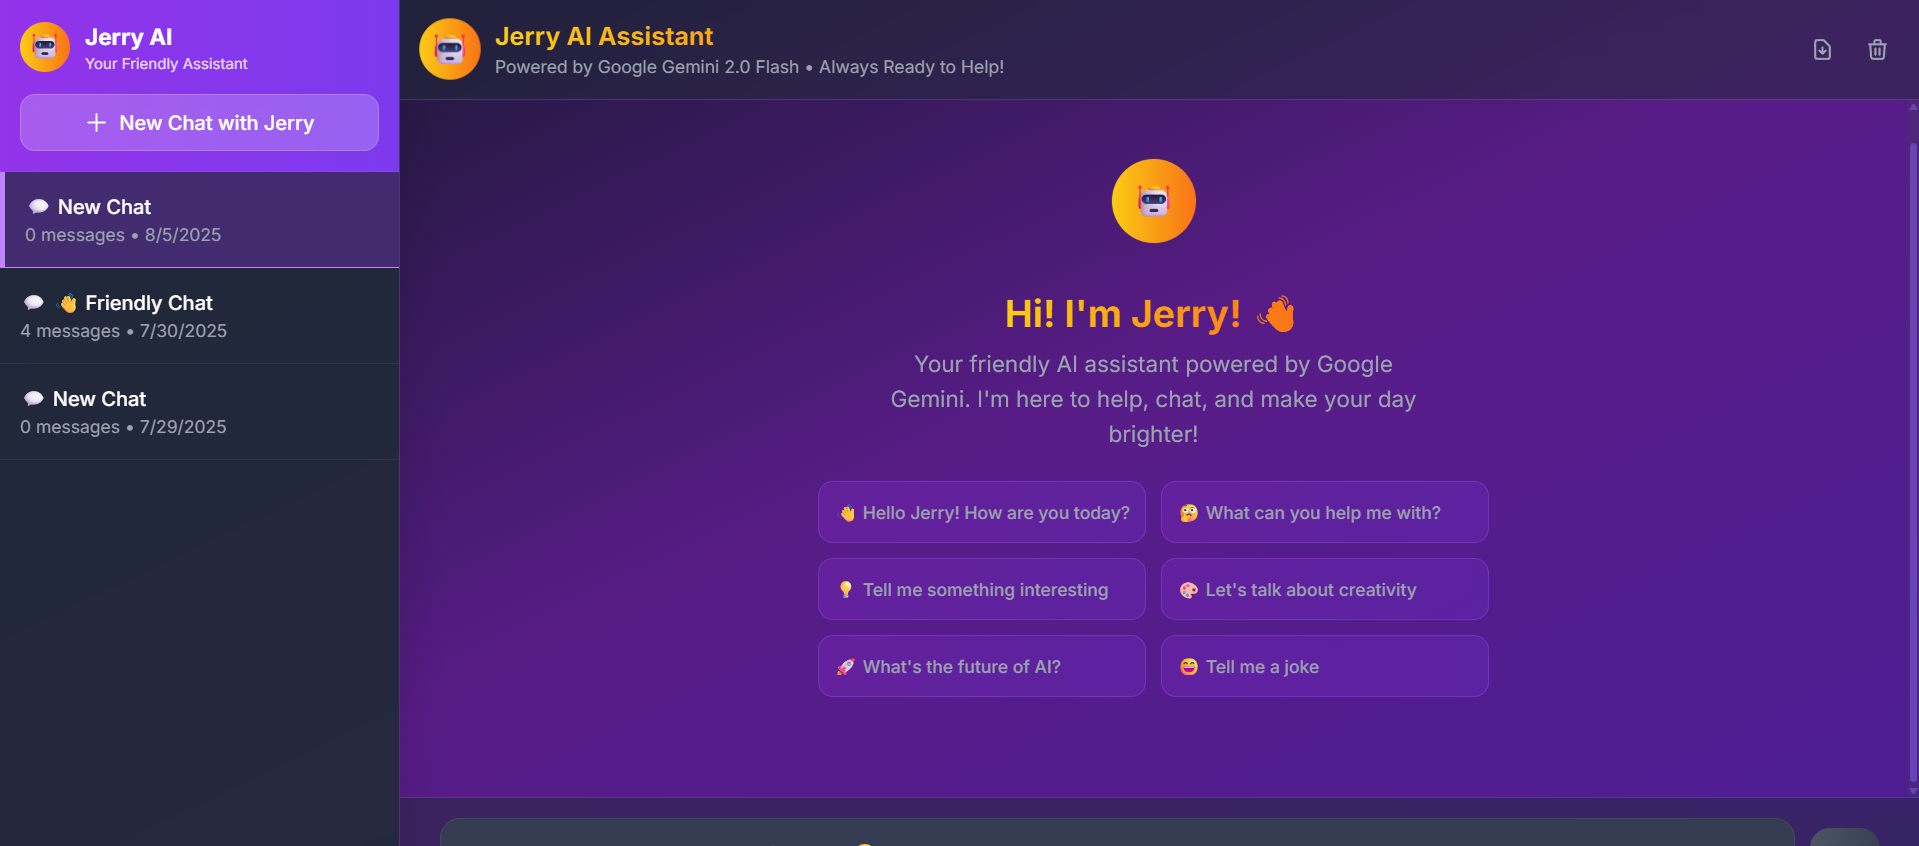 Jerry AI
Your Friendly Assistant
New Chat with Jerry
New Chat
0 messages • 8/5/2025
👋 Friendly Chat
4 messages • 7/30/2025
New Chat
0 messages • 7/29/2025
Jerry AI Assistant
Powered by Google Gemini 2.0 Flash • Always Ready to Help!
Hi! I'm Jerry! 👋
Your friendly AI assistant powered by Google
Gemini. I'm here to help, chat, and make your day
brighter!
👋 Hello Jerry! How are you today?
🤔 What can you help me with?
💡 Tell me something interesting
🎨 Let's talk about creativity
🚀 What's the future of AI?
😄 Tell me a joke